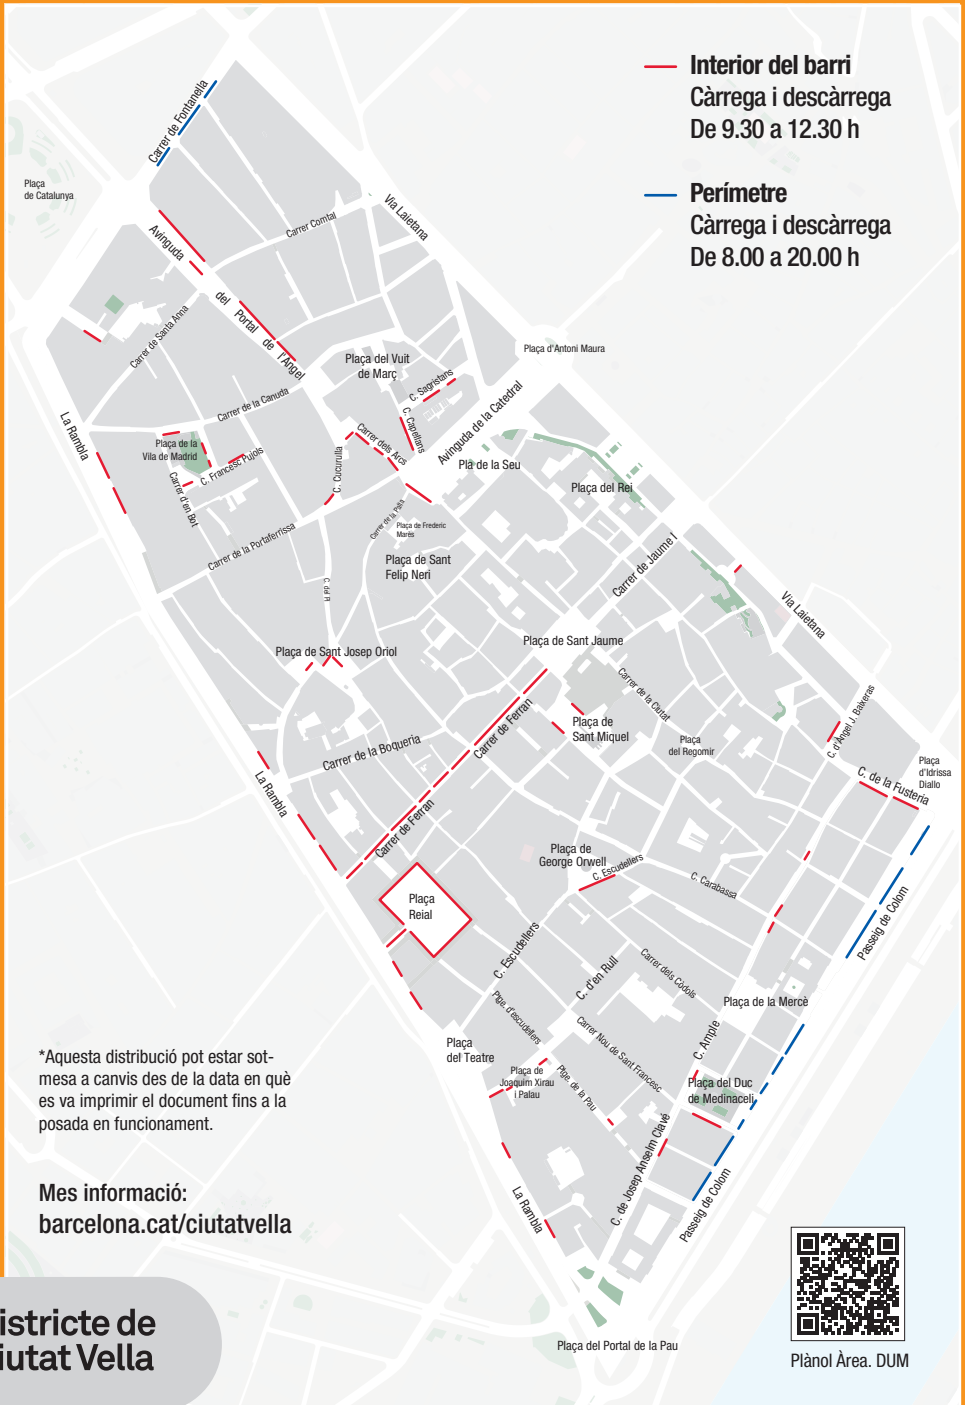 Interior del barri
Càrrega i descàrrega
De 9.30 a 12.30 h
Perímetre
Càrrega i descàrrega
De 8.00 a 20.00 h
Carrer de Fontanella
Plaça
de Catalunya
Via Laietana
Carrer Comtal
Avinguda
del Portal de l'Àngel
Carrer de Santa Anna
Plaça d'Antoni Maura
Plaça del Vuit
de Març
C. Sagristans
C. Capellans
Avinguda de la Catedral
Carrer de la Canuda
La Rambla
Plaça de la
Vila de Madrid
C. Francesc Pujols
Carrer d'en Bot
C. Cucurulla
Carrer dels Arcs
Pla de la Seu
Plaça del Rei
Carrer de la Portaferrissa
Carrer de la Palla
Plaça de Frederic
Marès
Plaça de Sant
Felip Neri
C. del Pi
Carrer de Jaume I
Via Laietana
Plaça de Sant Josep Oriol
Plaça de Sant Jaume
Carrer de la Ciutat
Plaça de
Sant Miquel
Plaça
del Regomir
C. d'Àngel J. Baixeras
Plaça
d'Idrissa
Diallo
C. de la Fusteria
Carrer de la Boqueria
Carrer de Ferran
La Rambla
Carrer de Ferran
Plaça de
George Orwell
C. Escudellers
C. Carabassa
Plaça
Reial
Passeig de Colom
C. Escudellers
C. d'en Rull
Carrer dels Còdols
Plaça de la Mercè
Ptge. d'escudellers
Carrer Nou de Sant Francesc
C. Ample
Plaça
del Teatre
Plaça de
Joaquim Xirau
i Palau
Ptge. de la Pau
Plaça del Duc
de Medinaceli
C. de Josep Anselm Clavé
La Rambla
Passeig de Colom
Plaça del Portal de la Pau
*Aquesta distribució pot estar sot-
mesa a canvis des de la data en què
es va imprimir el document fins a la
posada en funcionament.
Mes informació:
barcelona.cat/ciutatvella
istricte de
iutat Vella
Plànol Àrea. DUM